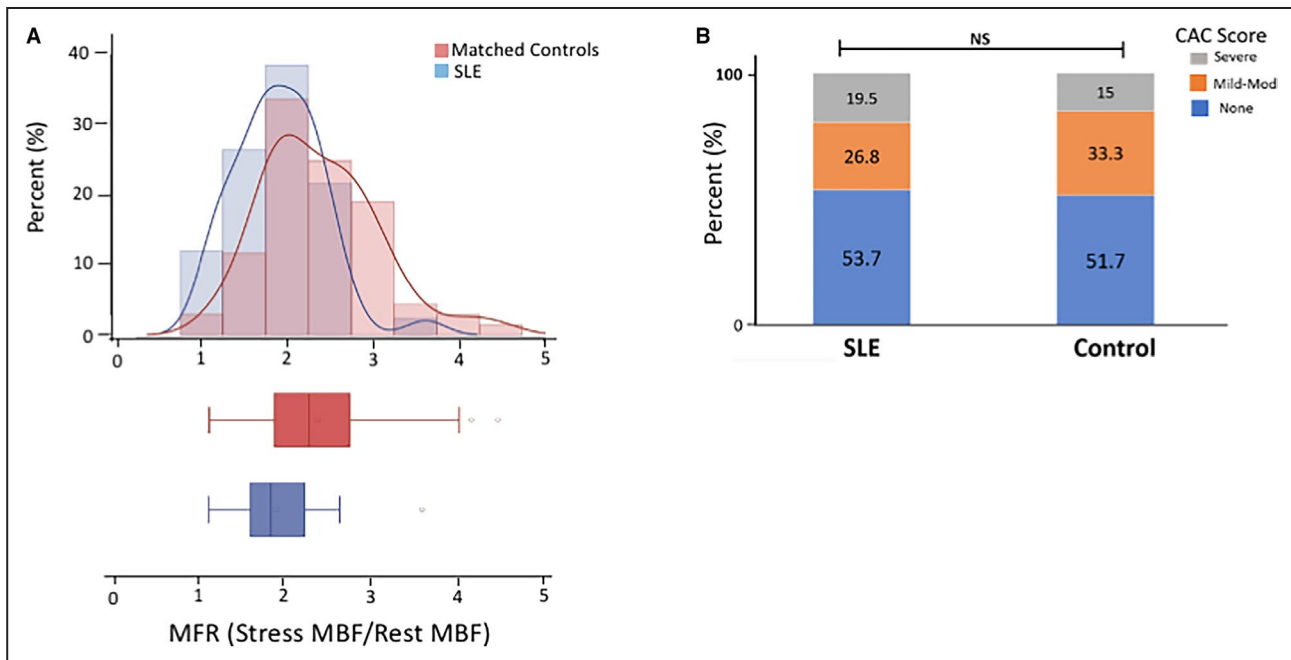 A
Matched Controls
SLE
Percent (%)
40
30
20
10
0
0 1 2 3 4 5
0 1 2 3 4 5
MFR (Stress MBF/Rest MBF)
B
NS
CAC Score
Severe
Mild-Mod
None
Percent (%)
100
0
19.5
26.8
53.7
15
33.3
51.7
SLE
Control